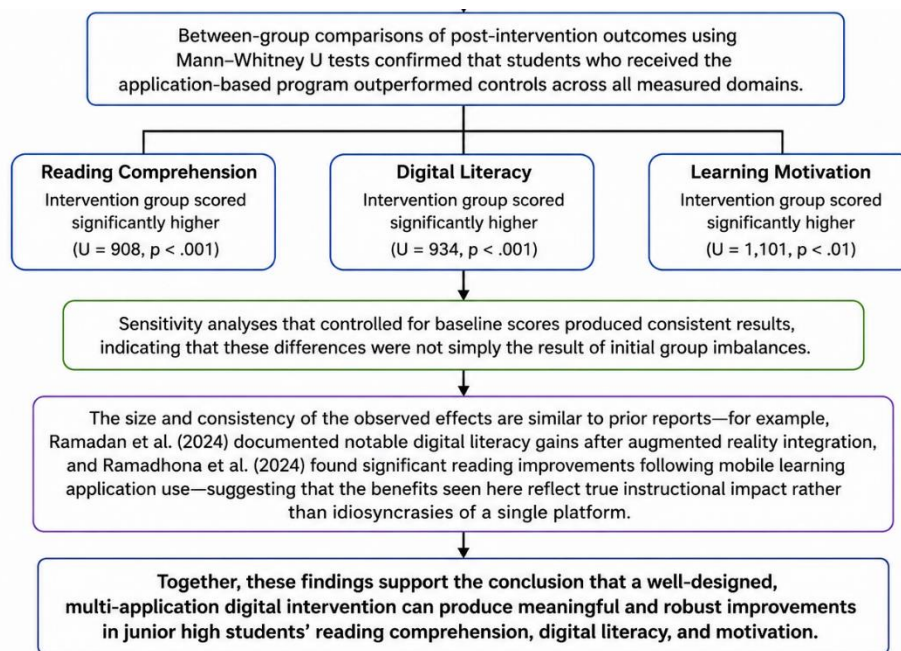 Between-group comparisons of post-intervention outcomes using
Mann–Whitney U tests confirmed that students who received the
application-based program outperformed controls across all measured domains.
Reading Comprehension
Intervention group scored
significantly higher
(U = 908, p < .001)
Digital Literacy
Intervention group scored
significantly higher
(U = 934, p < .001)
Learning Motivation
Intervention group scored
significantly higher
(U = 1,101, p < .01)
Sensitivity analyses that controlled for baseline scores produced consistent results,
indicating that these differences were not simply the result of initial group imbalances.
The size and consistency of the observed effects are similar to prior reports—for example,
Ramadan et al. (2024) documented notable digital literacy gains after augmented reality integration,
and Ramadhona et al. (2024) found significant reading improvements following mobile learning
application use—suggesting that the benefits seen here reflect true instructional impact rather
than idiosyncrasies of a single platform.
Together, these findings support the conclusion that a well-designed,
multi-application digital intervention can produce meaningful and robust improvements
in junior high students’ reading comprehension, digital literacy, and motivation.